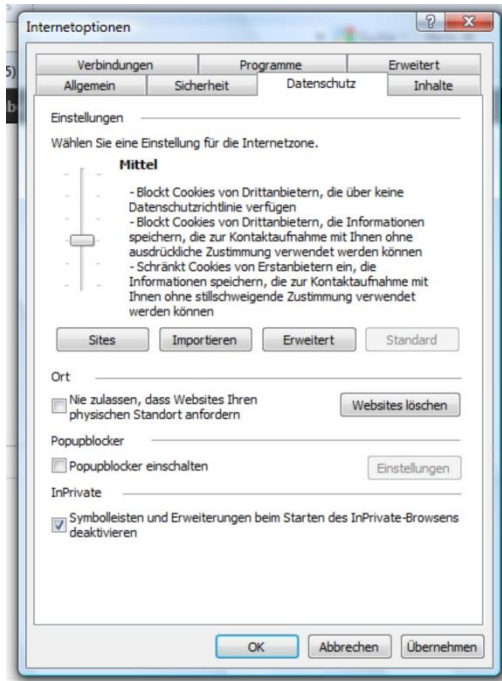 Internetoptionen
Verbindungen Programme Erweitert
5)
Allgemein Sicherheit Datenschutz Inhalte
Einstellungen
Wählen Sie eine Einstellung für die Internetzone.
Mittel
- Blockt Cookies von Drittanbietern, die über keine
Datenschutzrichtlinie verfügen
- Blockt Cookies von Drittanbietern, die Informationen
speichern, die zur Kontaktaufnahme mit Ihnen ohne
ausdrückliche Zustimmung verwendet werden können
- Schränkt Cookies von Erstanbietern ein, die
Informationen speichern, die zur Kontaktaufnahme mit
Ihnen ohne stillschweigende Zustimmung verwendet
werden können
Sites Importieren Erweitert Standard
Ort
Nie zulassen, dass Websites Ihren
physischen Standort anfordern
Websites löschen
Popupblocker
Popupblocker einschalten
Einstellungen
InPrivate
Symbolleisten und Erweiterungen beim Starten des InPrivate-Browsens
deaktivieren
OK Abbrechen Übernehmen